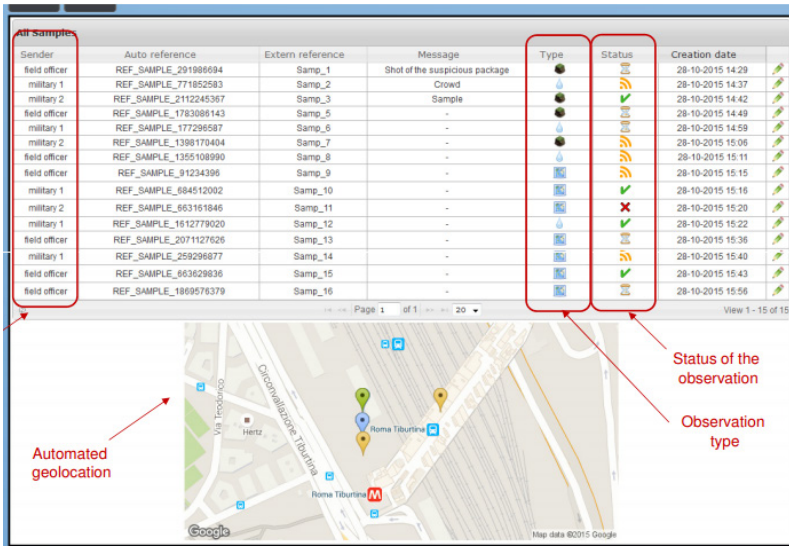 All Samples
Sender Auto reference Extern reference Message Type Status Creation date
field officer REF_SAMPLE_291986694 Samp_1 Shot of the suspicious package 28-10-2015 14:29
military 1 REF_SAMPLE_771852583 Samp_2 Crowd 28-10-2015 14:37
military 2 REF_SAMPLE_2112245367 Samp_3 Sample 28-10-2015 14:42
field officer REF_SAMPLE_1783086143 Samp_5 - 28-10-2015 14:49
military 1 REF_SAMPLE_177296587 Samp_6 - 28-10-2015 14:59
military 2 REF_SAMPLE_1398170404 Samp_7 - 28-10-2015 15:06
field officer REF_SAMPLE_1355108990 Samp_8 - 28-10-2015 15:11
field officer REF_SAMPLE_91234396 Samp_9 - 28-10-2015 15:15
military 1 REF_SAMPLE_684512002 Samp_10 - 28-10-2015 15:16
military 2 REF_SAMPLE_663161846 Samp_11 - 28-10-2015 15:20
military 1 REF_SAMPLE_1612779020 Samp_12 - 28-10-2015 15:22
field officer REF_SAMPLE_2071127626 Samp_13 - 28-10-2015 15:36
military 1 REF_SAMPLE_259296877 Samp_14 - 28-10-2015 15:40
field officer REF_SAMPLE_663629836 Samp_15 - 28-10-2015 15:43
field officer REF_SAMPLE_1869576379 Samp_16 - 28-10-2015 15:56
Page 1 of 1 20 View 1 - 15 of 15
Status of the
observation
Observation
type
Automated
geolocation
Via Teodorico
Hertz
Circonvallazione Tiburtina
Roma Tiburtina
Roma Tiburtina M
Google
Map data ©2015 Google